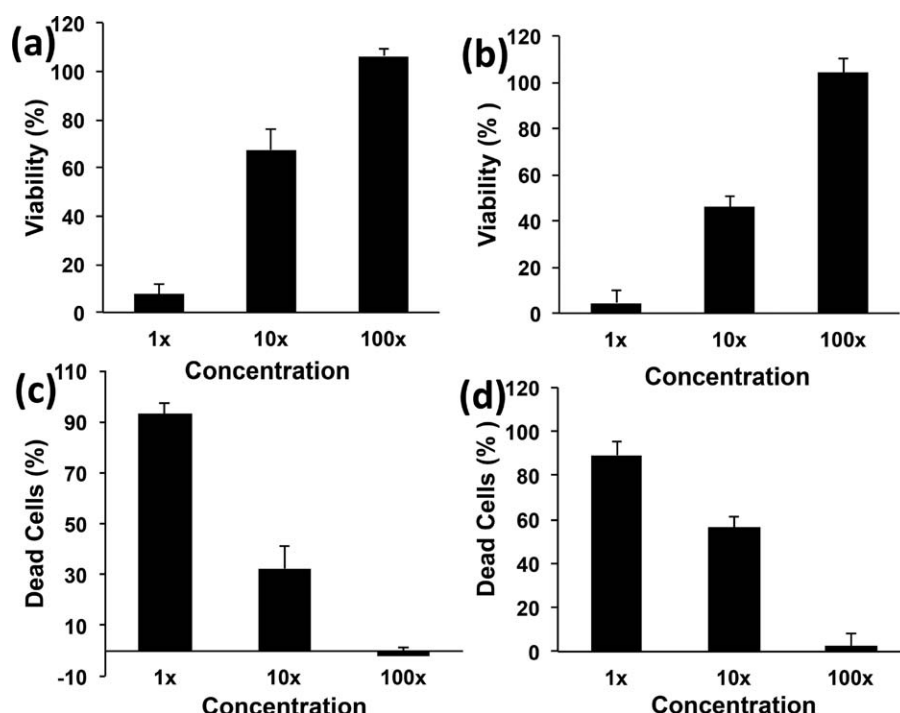 (a)
Viability (%)
120
100
80
60
40
20
0
1x 10x 100x
Concentration
(b)
Viability (% )
120
100
80
60
40
20
0
1x 10x 100x
Concentration
(c)
Dead Cells (%)
110
90
70
50
30
10
-10
1x 10x 100x
Concentration
(d)
Dead Cells (% )
120
100
80
60
40
20
0
1x 10x 100x
Concentration